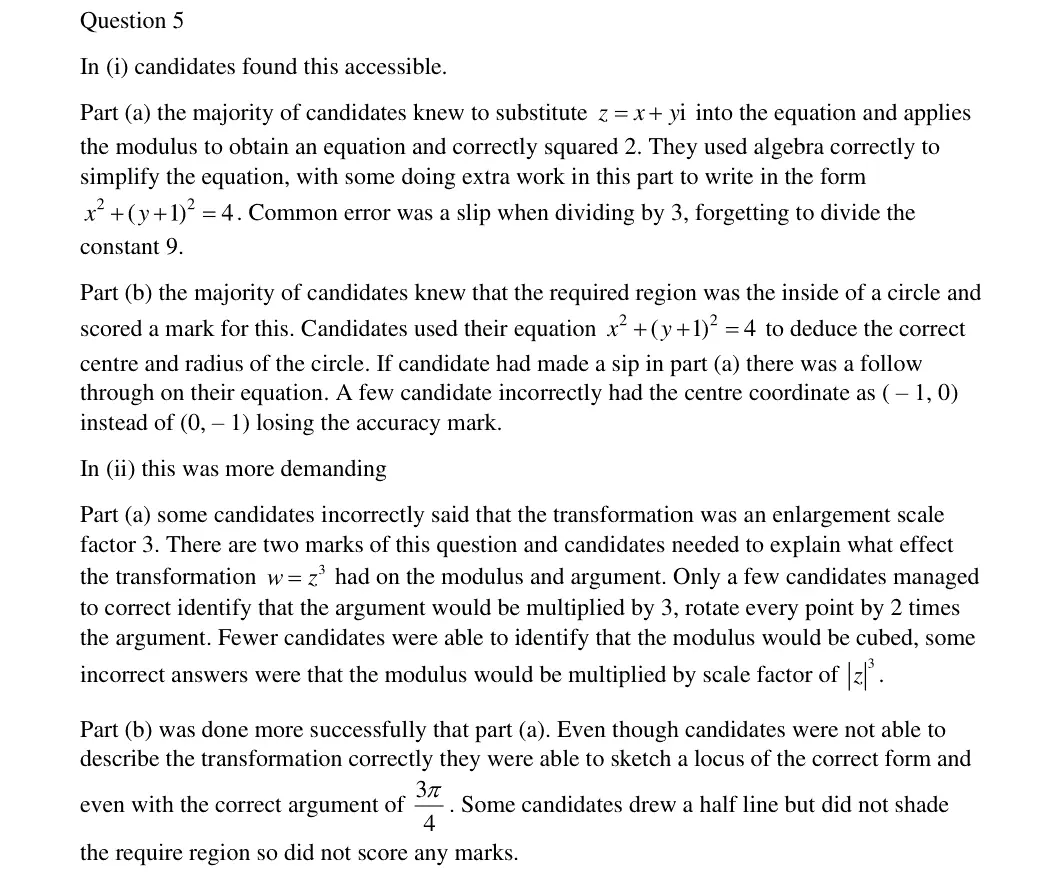 Question 5
In (i) candidates found this accessible.
Part (a) the majority of candidates knew to substitute z = x + yi into the equation and applies
the modulus to obtain an equation and correctly squared 2. They used algebra correctly to
simplify the equation, with some doing extra work in this part to write in the form
x² + (y + 1)² = 4. Common error was a slip when dividing by 3, forgetting to divide the
constant 9.
Part (b) the majority of candidates knew that the required region was the inside of a circle and
scored a mark for this. Candidates used their equation x² + (y + 1)² = 4 to deduce the correct
centre and radius of the circle. If candidate had made a sip in part (a) there was a follow
through on their equation. A few candidate incorrectly had the centre coordinate as ( – 1, 0)
instead of (0, – 1) losing the accuracy mark.
In (ii) this was more demanding
Part (a) some candidates incorrectly said that the transformation was an enlargement scale
factor 3. There are two marks of this question and candidates needed to explain what effect
the transformation w = z³ had on the modulus and argument. Only a few candidates managed
to correct identify that the argument would be multiplied by 3, rotate every point by 2 times
the argument. Fewer candidates were able to identify that the modulus would be cubed, some
incorrect answers were that the modulus would be multiplied by scale factor of |z|³.
Part (b) was done more successfully that part (a). Even though candidates were not able to
describe the transformation correctly they were able to sketch a locus of the correct form and
even with the correct argument of 3π/4. Some candidates drew a half line but did not shade
the require region so did not score any marks.